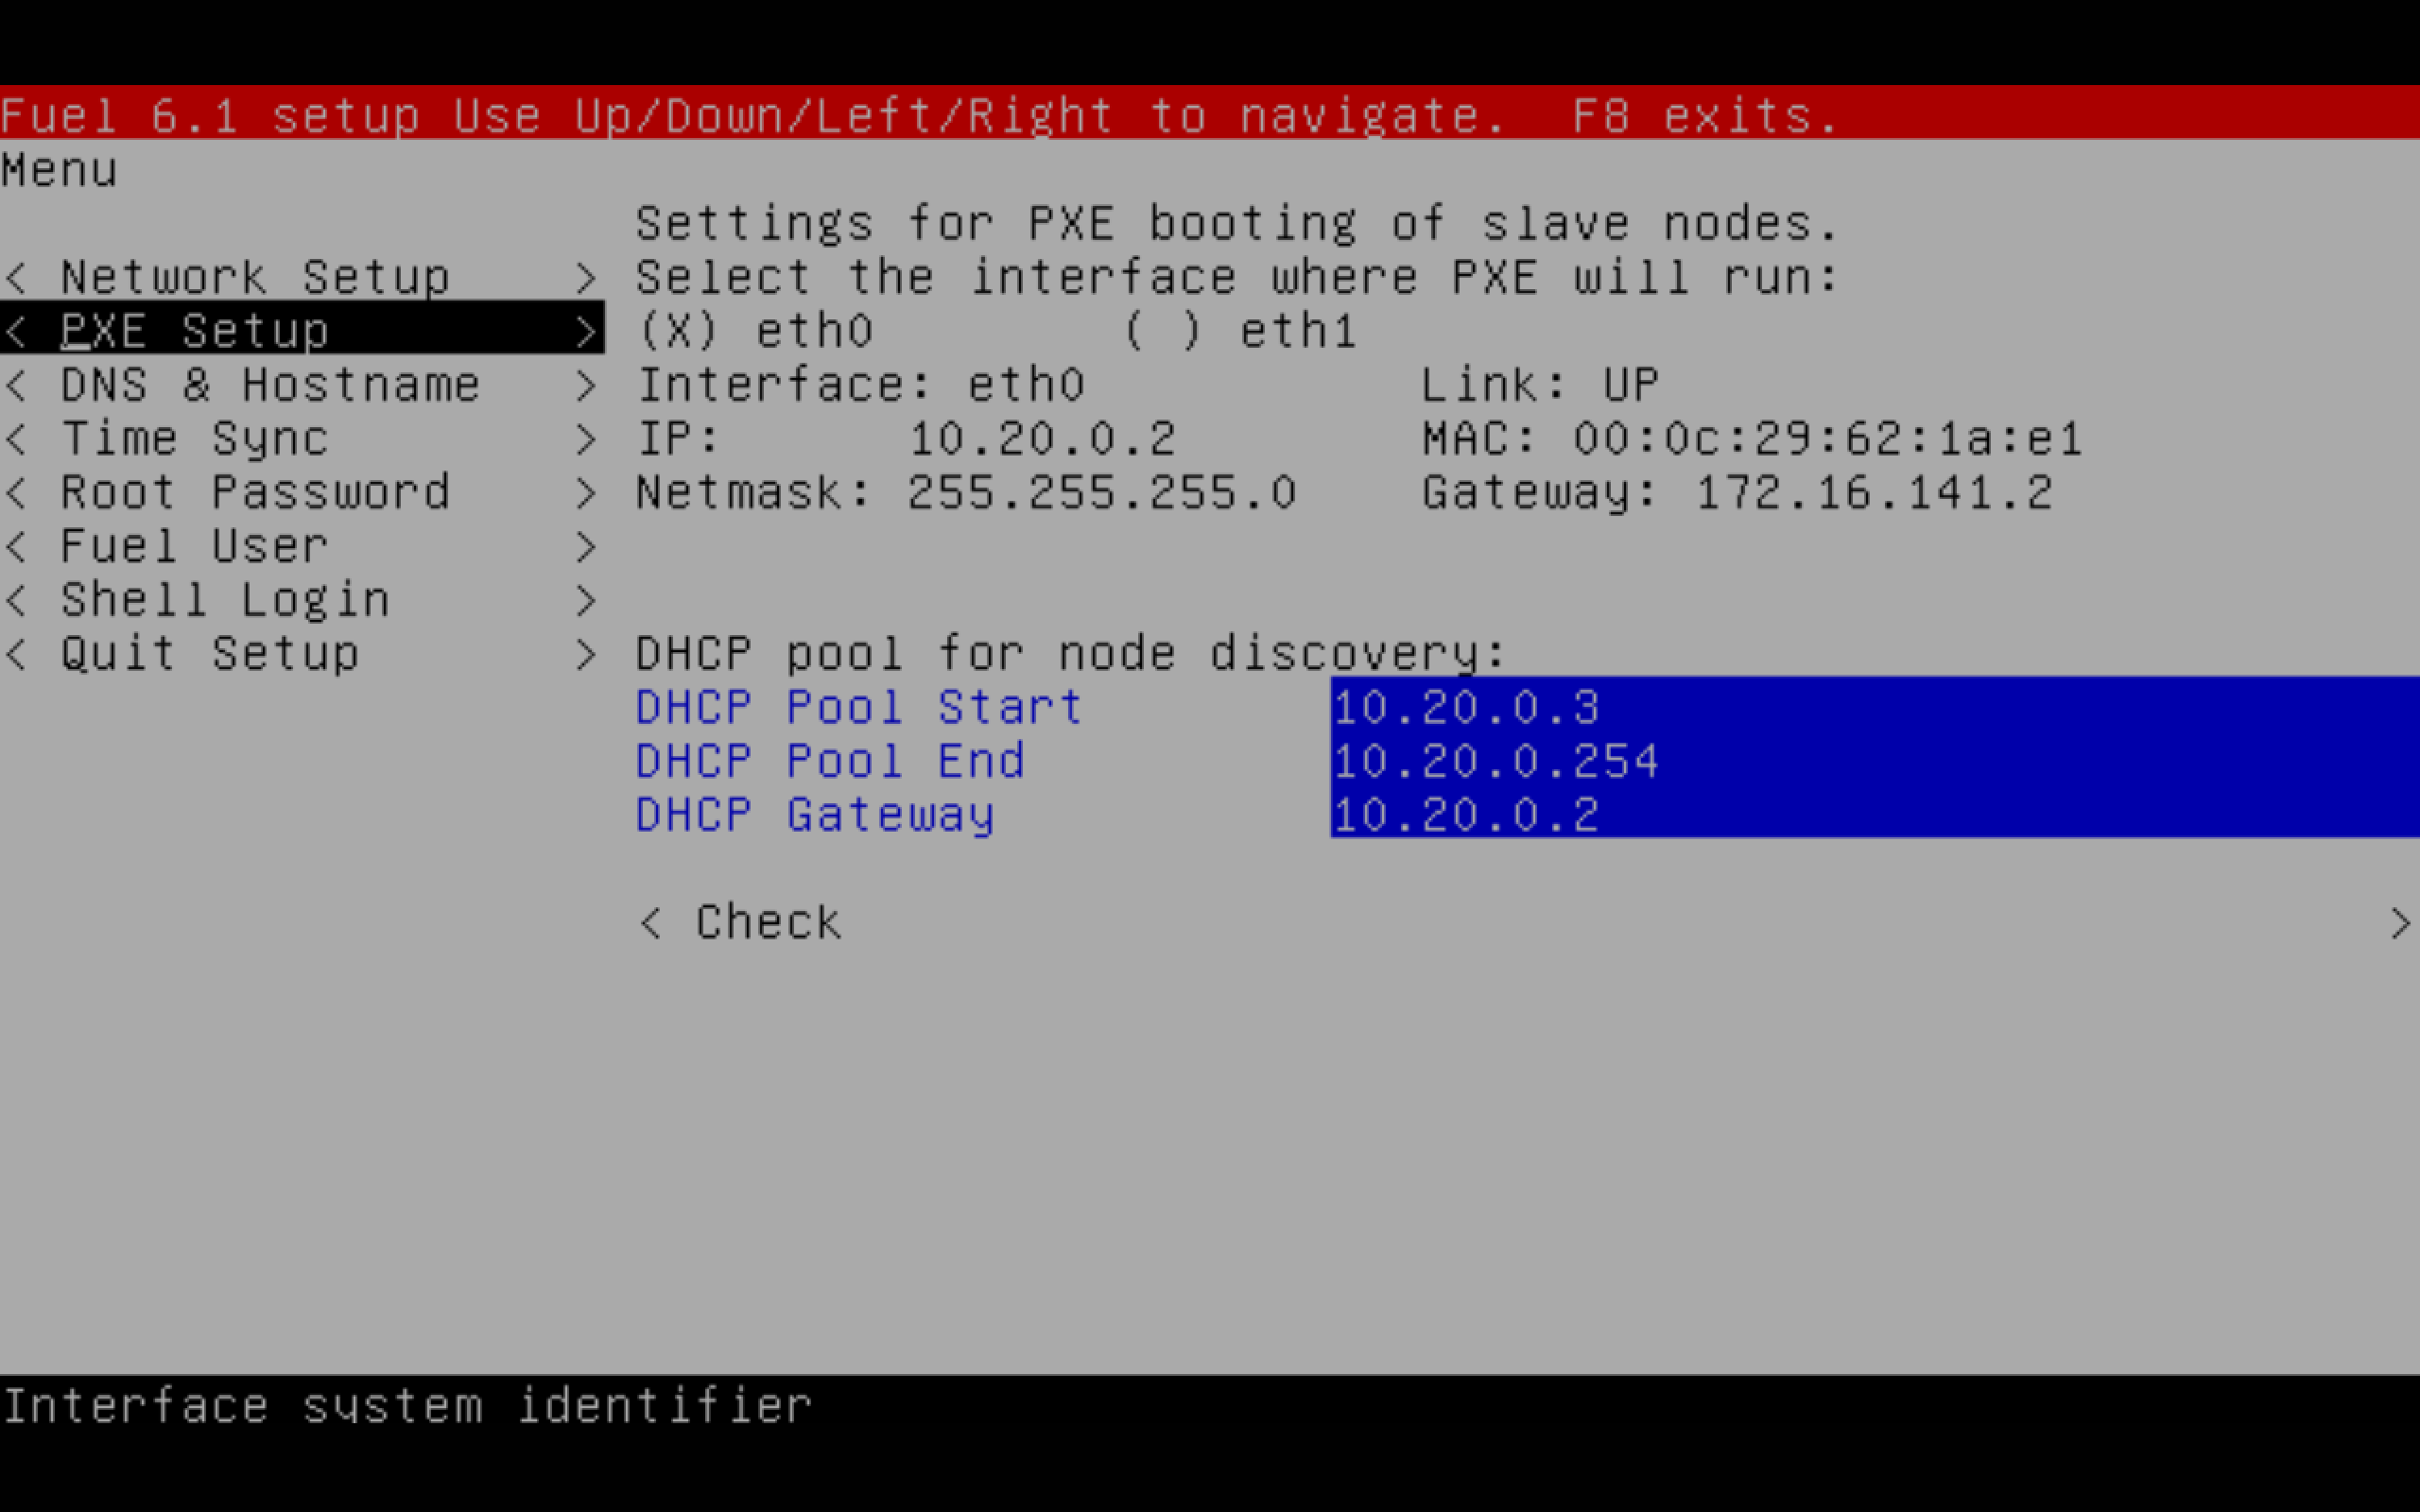 Fuel 6.1 setup Use Up/Down/Left/Right to navigate.  F8 exits.
Menu
Settings for PXE booting of slave nodes.
< Network Setup > Select the interface where PXE will run:
< PXE Setup > (X) eth0 ( ) eth1
< DNS & Hostname > Interface: eth0 Link: UP
< Time Sync > IP: 10.20.0.2 MAC: 00:0c:29:62:1a:e1
< Root Password > Netmask: 255.255.255.0 Gateway: 172.16.141.2
< Fuel User >
< Shell Login >
< Quit Setup > DHCP pool for node discovery:
DHCP Pool Start 10.20.0.3
DHCP Pool End 10.20.0.254
DHCP Gateway 10.20.0.2
< Check >
Interface system identifier